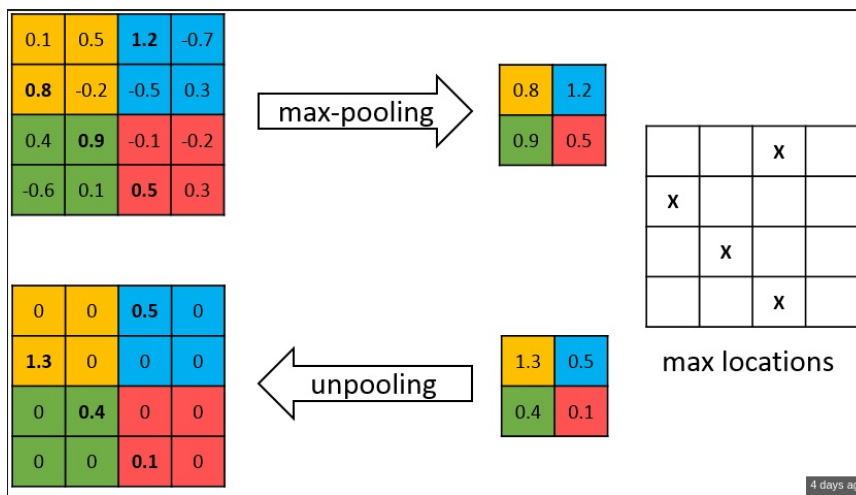 0.1 0.5 1.2 -0.7
0.8 -0.2 -0.5 0.3
0.4 0.9 -0.1 -0.2
-0.6 0.1 0.5 0.3
max-pooling
0.8 1.2
0.9 0.5
X
X
X
X
max locations
0 0 0.5 0
1.3 0 0 0
0 0.4 0 0
0 0 0.1 0
unpooling
1.3 0.5
0.4 0.1
4 days ag